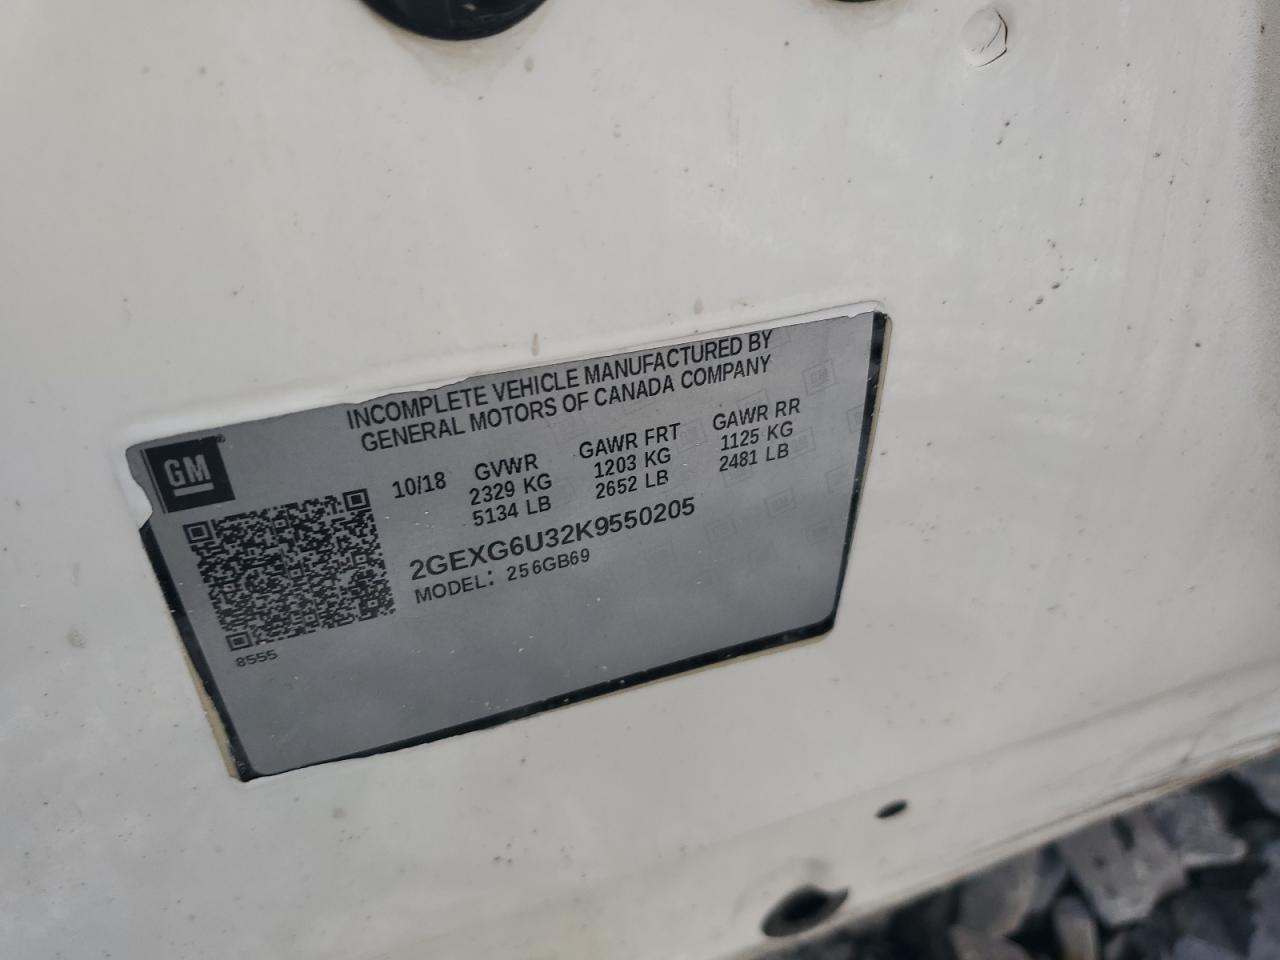 INCOMPLETE VEHICLE MANUFACTURED BY
GENERAL MOTORS OF CANADA COMPANY
GM
10/18 GVWR GAWR FRT GAWR RR
2329 KG 1203 KG 1125 KG
5134 LB 2652 LB 2481 LB
2GEXG6U32K9550205
MODEL: 256GB69
8555